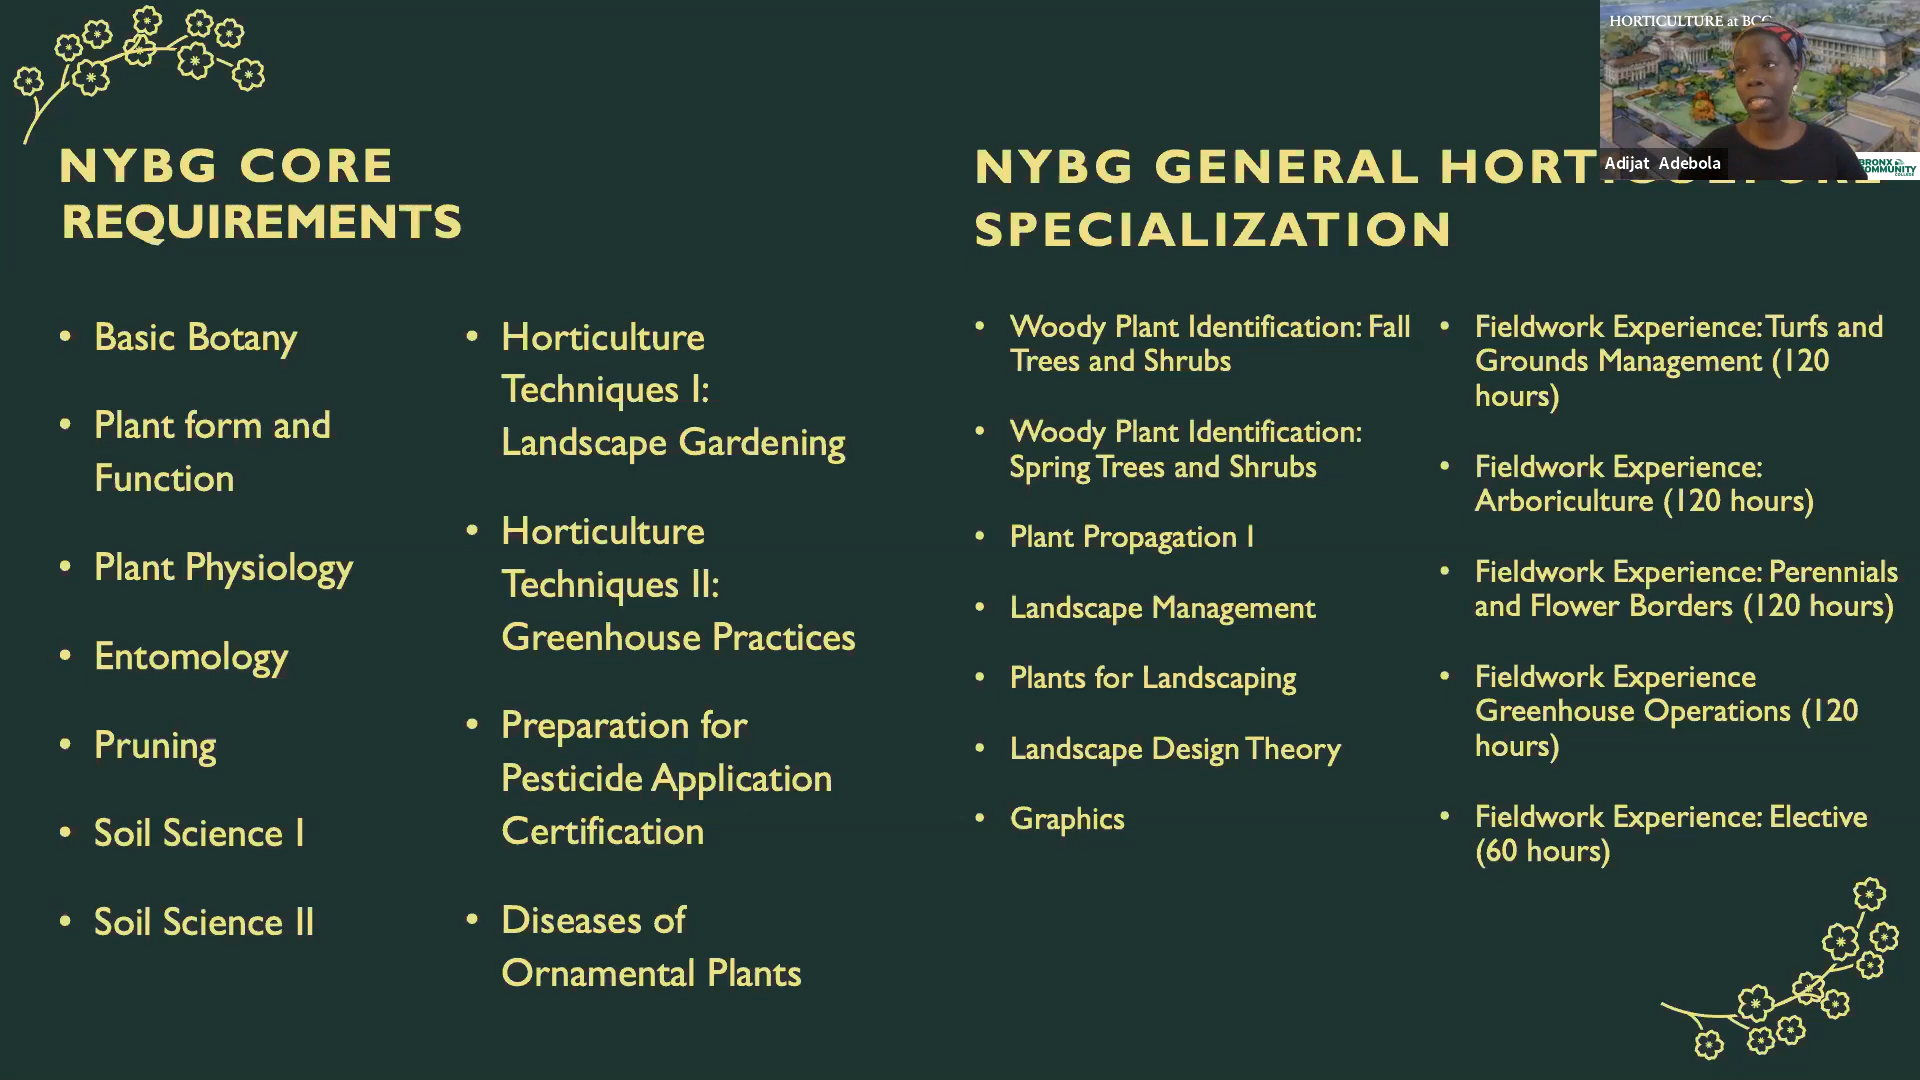 HORTICULTURE at BCC
Adijat Adebola
BRONX
COMMUNITY
COLLEGE
NYBG CORE
REQUIREMENTS
• Basic Botany
• Plant form and
Function
• Plant Physiology
• Entomology
• Pruning
• Soil Science I
• Soil Science II
• Horticulture
Techniques I:
Landscape Gardening
• Horticulture
Techniques II:
Greenhouse Practices
• Preparation for
Pesticide Application
Certification
• Diseases of
Ornamental Plants
NYBG GENERAL HORTICULTURE
SPECIALIZATION
• Woody Plant Identification: Fall
Trees and Shrubs
• Woody Plant Identification:
Spring Trees and Shrubs
• Plant Propagation I
• Landscape Management
• Plants for Landscaping
• Landscape Design Theory
• Graphics
• Fieldwork Experience: Turfs and
Grounds Management (120
hours)
• Fieldwork Experience:
Arboriculture (120 hours)
• Fieldwork Experience: Perennials
and Flower Borders (120 hours)
• Fieldwork Experience
Greenhouse Operations (120
hours)
• Fieldwork Experience: Elective
(60 hours)